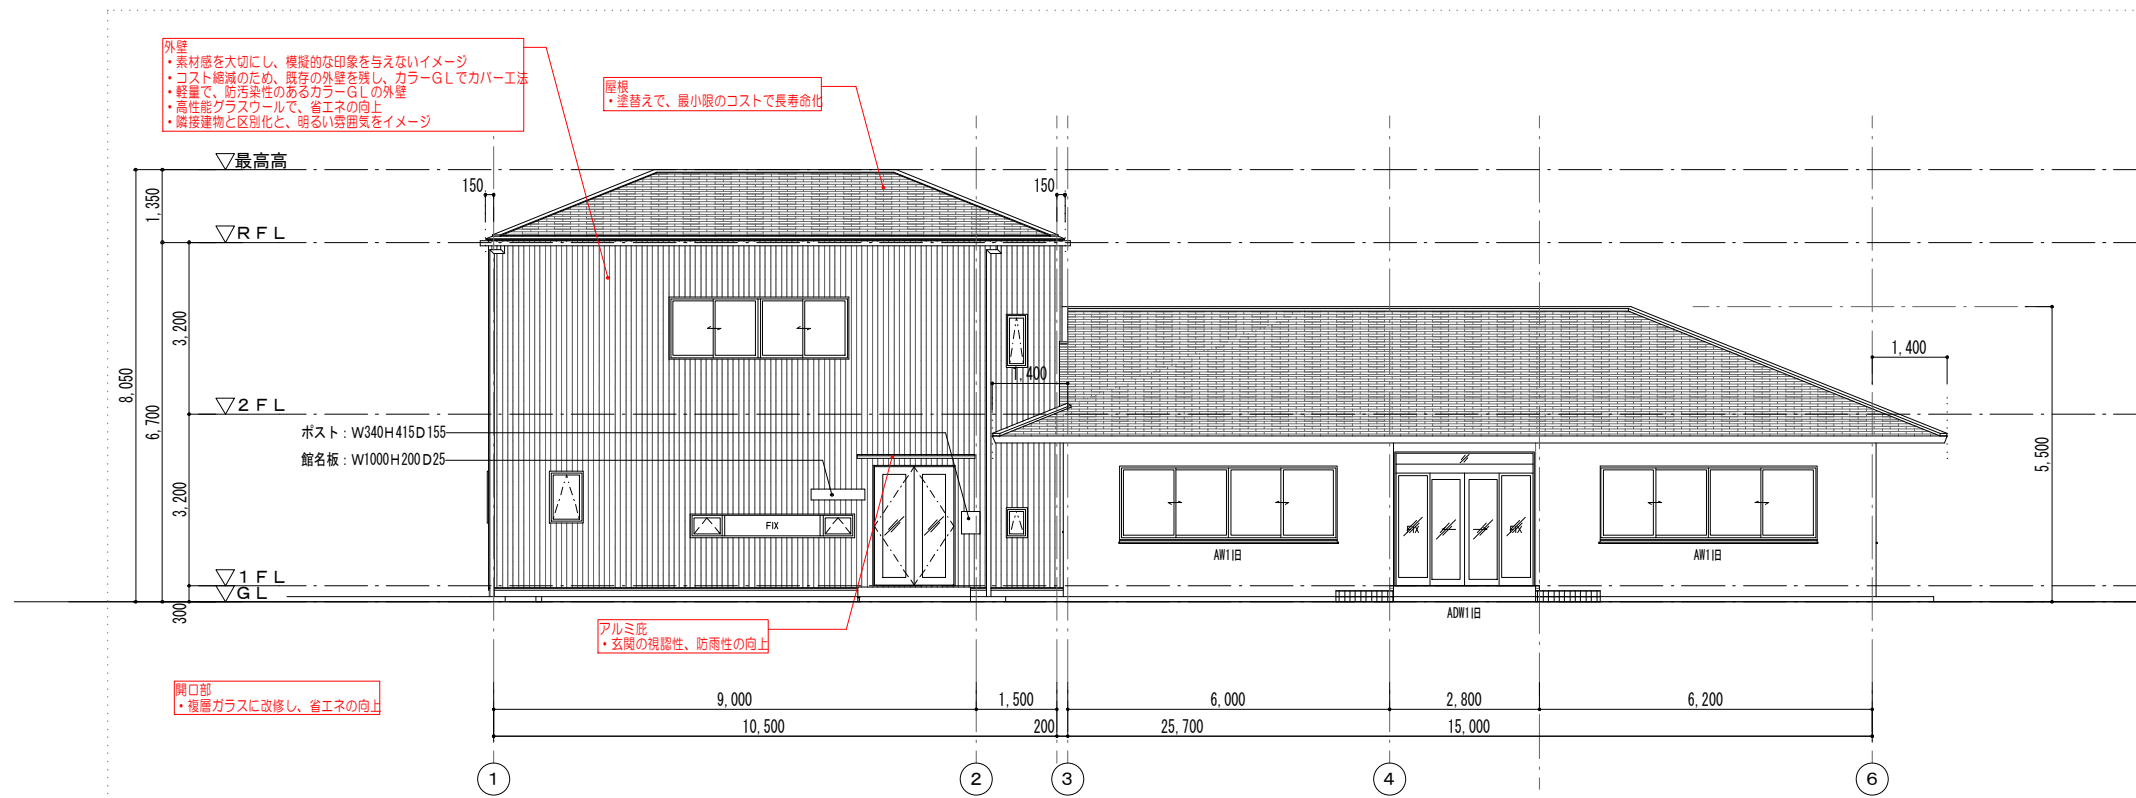 外壁
・素材感を大切にし、模擬的な印象を与えないイメージ
・コスト縮減のため、既存の外壁を残し、カラーGLでカバー工法
・軽量で、防汚染性のあるカラーGLの外壁
・高性能グラスウールで、省エネの向上
・隣接建物と区別化と、明るい雰囲気をイメージ
屋根
・塗替えで、最小限のコストで長寿命化
▽最高高
150
150
1,350
▽RFL
3,200
8,050
6,700
1,400
1,400
▽2FL
ポスト：W340H415D155
館名板：W1000H200D25
5,500
3,200
FIX
FIX
FIX
AW1旧
AW1旧
▽1FL
▽GL
300
ADW1旧
アルミ庇
・玄関の視認性、防雨性の向上
開口部
・複層ガラスに改修し、省エネの向上
9,000
1,500
6,000
2,800
6,200
10,500
200
25,700
15,000
1
2
3
4
6